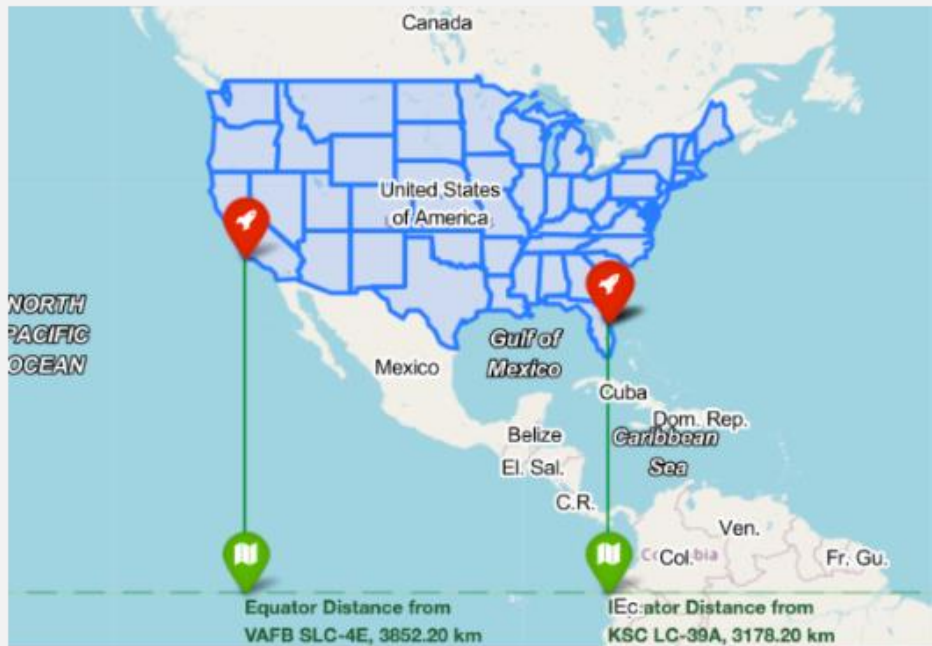 Canada
United States
of America
NORTH
PACIFIC
OCEAN
Gulf of
Mexico
Mexico
Cuba
Dom. Rep.
Belize
Caribbean
Sea
El. Sal.
C.R.
Ven.
Col.
Fr. Gu.
Equator Distance from
VAFB SLC-4E, 3852.20 km
IEc:ator Distance from
KSC LC-39A, 3178.20 km